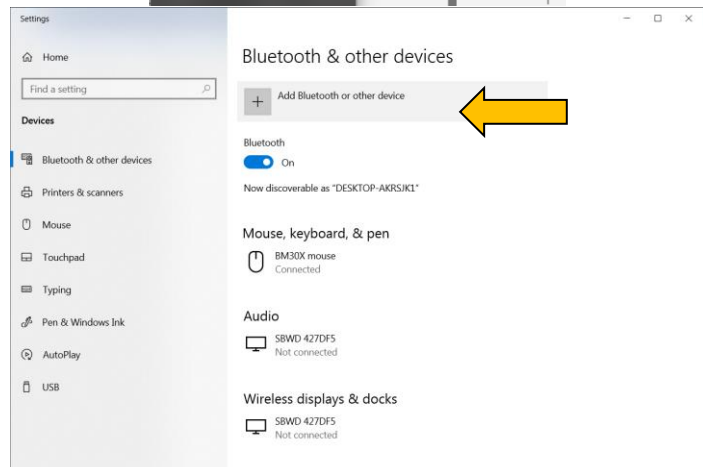 Settings
Home
Find a setting
Devices
Bluetooth & other devices
Printers & scanners
Mouse
Touchpad
Typing
Pen & Windows Ink
AutoPlay
USB
Bluetooth & other devices
Add Bluetooth or other device
Bluetooth
On
Now discoverable as "DESKTOP-AKRSJK1"
Mouse, keyboard, & pen
BM30X mouse
Connected
Audio
SBWD 427DF5
Not connected
Wireless displays & docks
SBWD 427DF5
Not connected